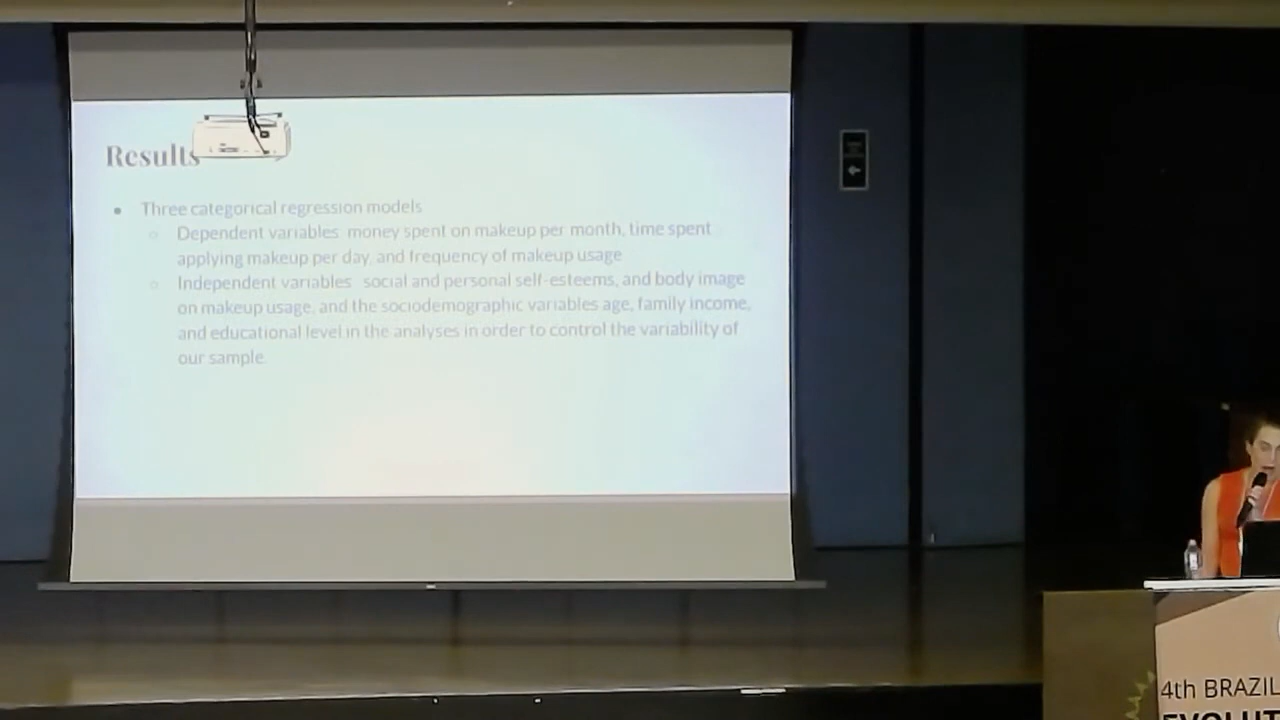 Results
● Three categorical regression models
○ Dependent variables: money spent on makeup per month, time spent
applying makeup per day, and frequency of makeup usage
○ Independent variables: social and personal self-esteems, and body image
on makeup usage, and the sociodemographic variables age, family income,
and educational level in the analyses in order to control the variability of
our sample.
4th BRAZIL
EVOLUT